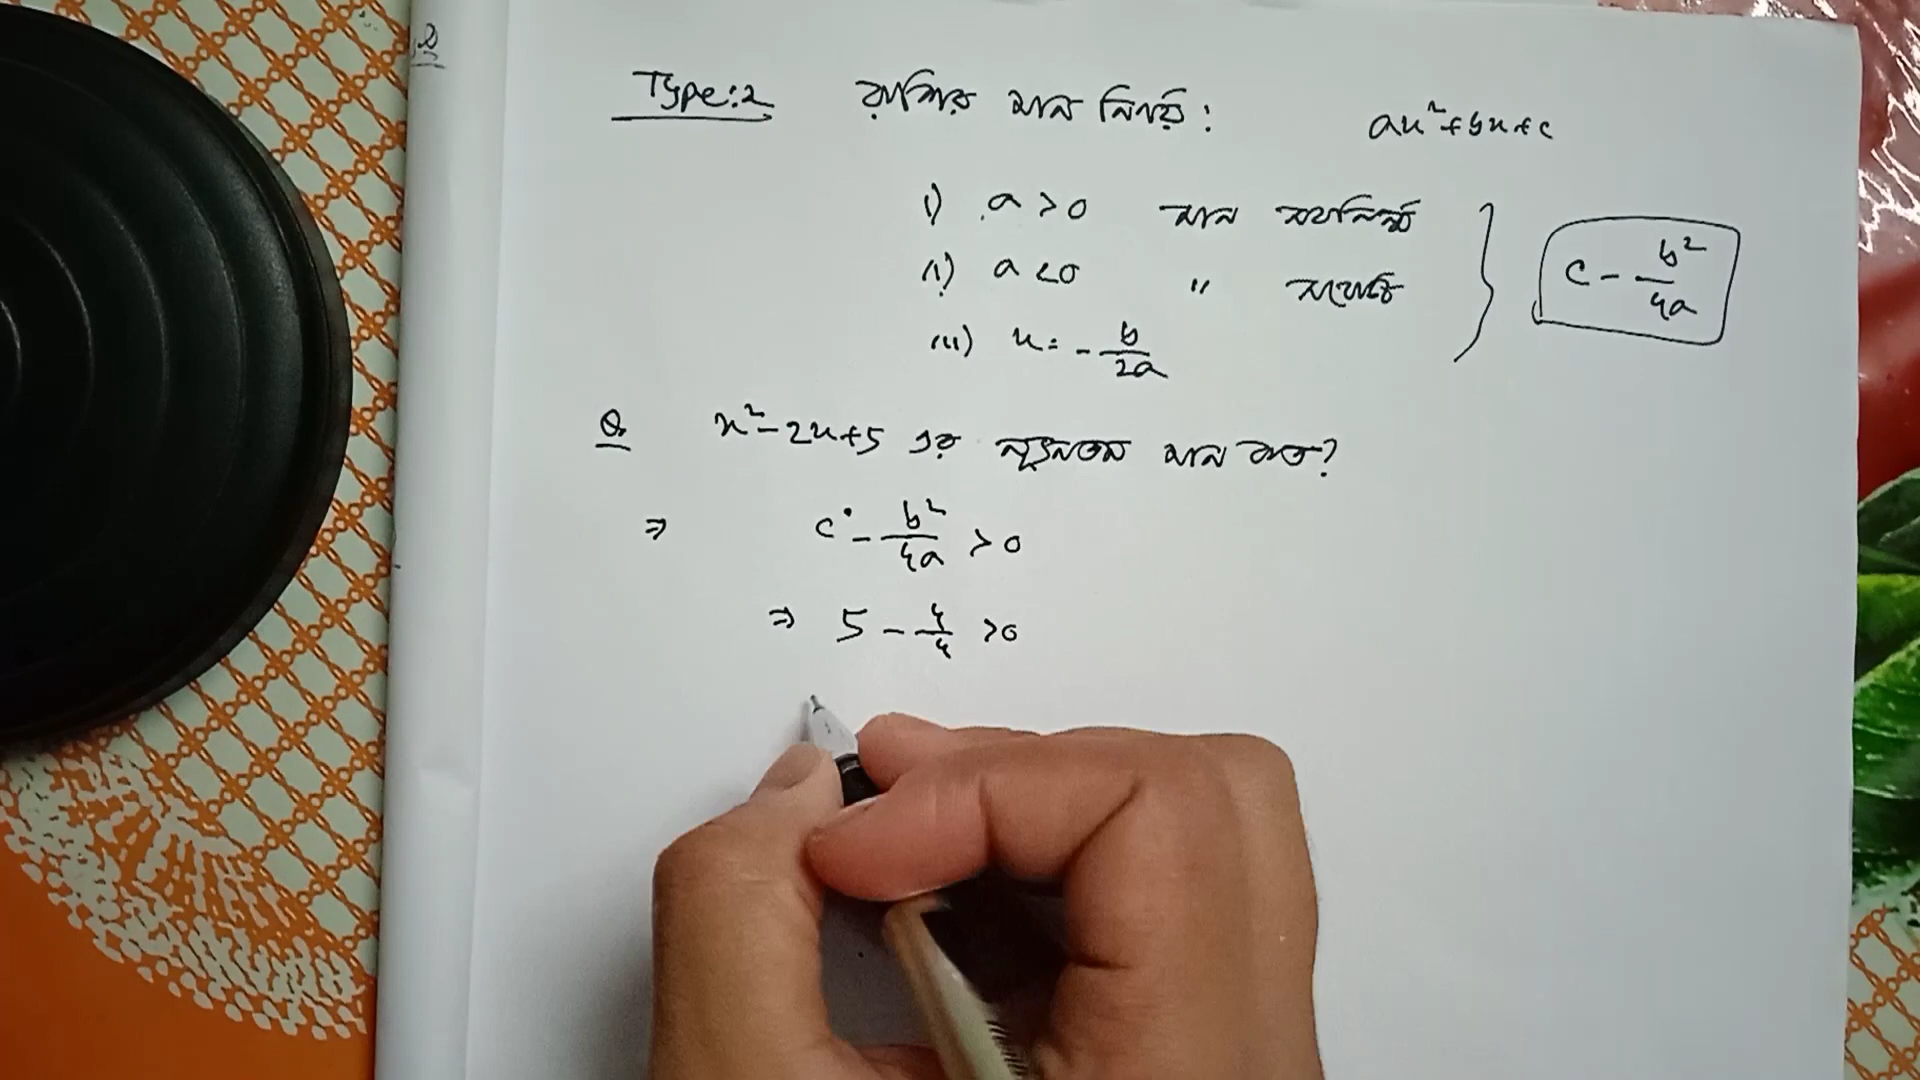 Type:2 রাশির মান নির্ণয় : ax²+bx+c
i) a > 0 মান সর্বনিম্ন
ii) a < 0 " সর্বোচ্চ
iii) x = - b/2a
c - b²/4a
Q x²-2x+5 এর ন্যূনতম মান কত?
⇒ c - b²/4a > 0
⇒ 5 - 4/4 > 0